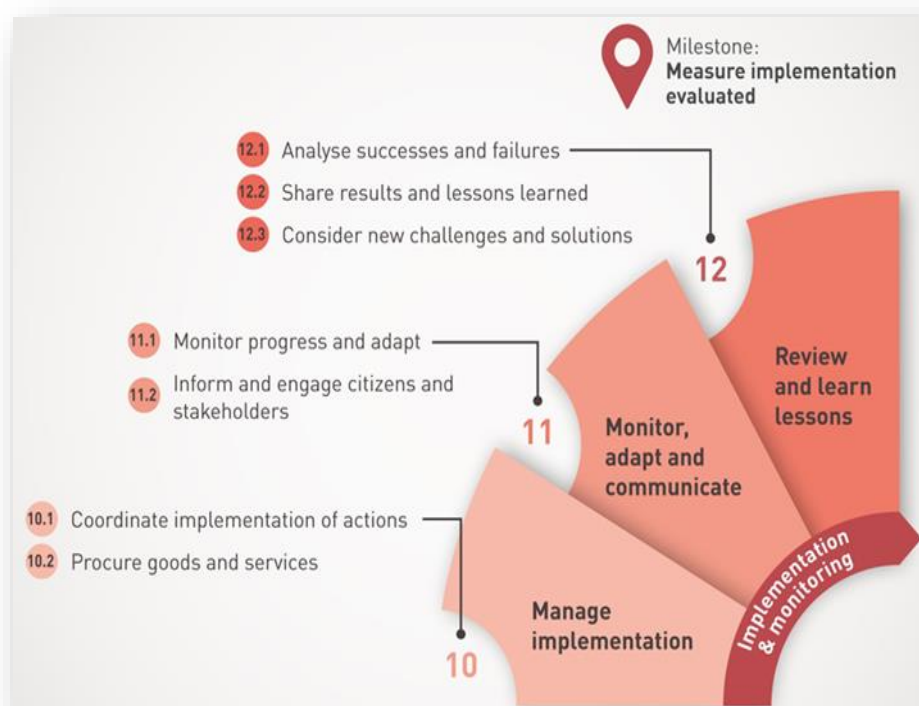 Milestone:
Measure implementation
evaluated
12.1 Analyse successes and failures
12.2 Share results and lessons learned
12.3 Consider new challenges and solutions
12
Review
and learn
lessons
11.1 Monitor progress and adapt
11.2 Inform and engage citizens and
stakeholders
11
Monitor,
adapt and
communicate
10.1 Coordinate implementation of actions
10.2 Procure goods and services
10
Manage
implementation
Implementation
& monitoring